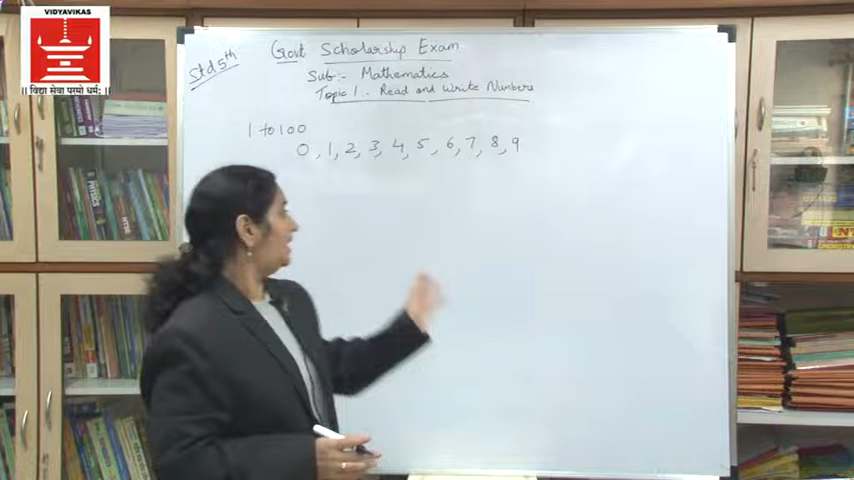 VIDYAVIKAS
|| विद्या सेवा परमो धर्मः ||
Std 5th
Govt Scholarship Exam
Sub:- Mathematics
Topic 1:- Read and Write Numbers
1 to 100
0, 1, 2, 3, 4, 5, 6, 7, 8, 9
PHYSICS